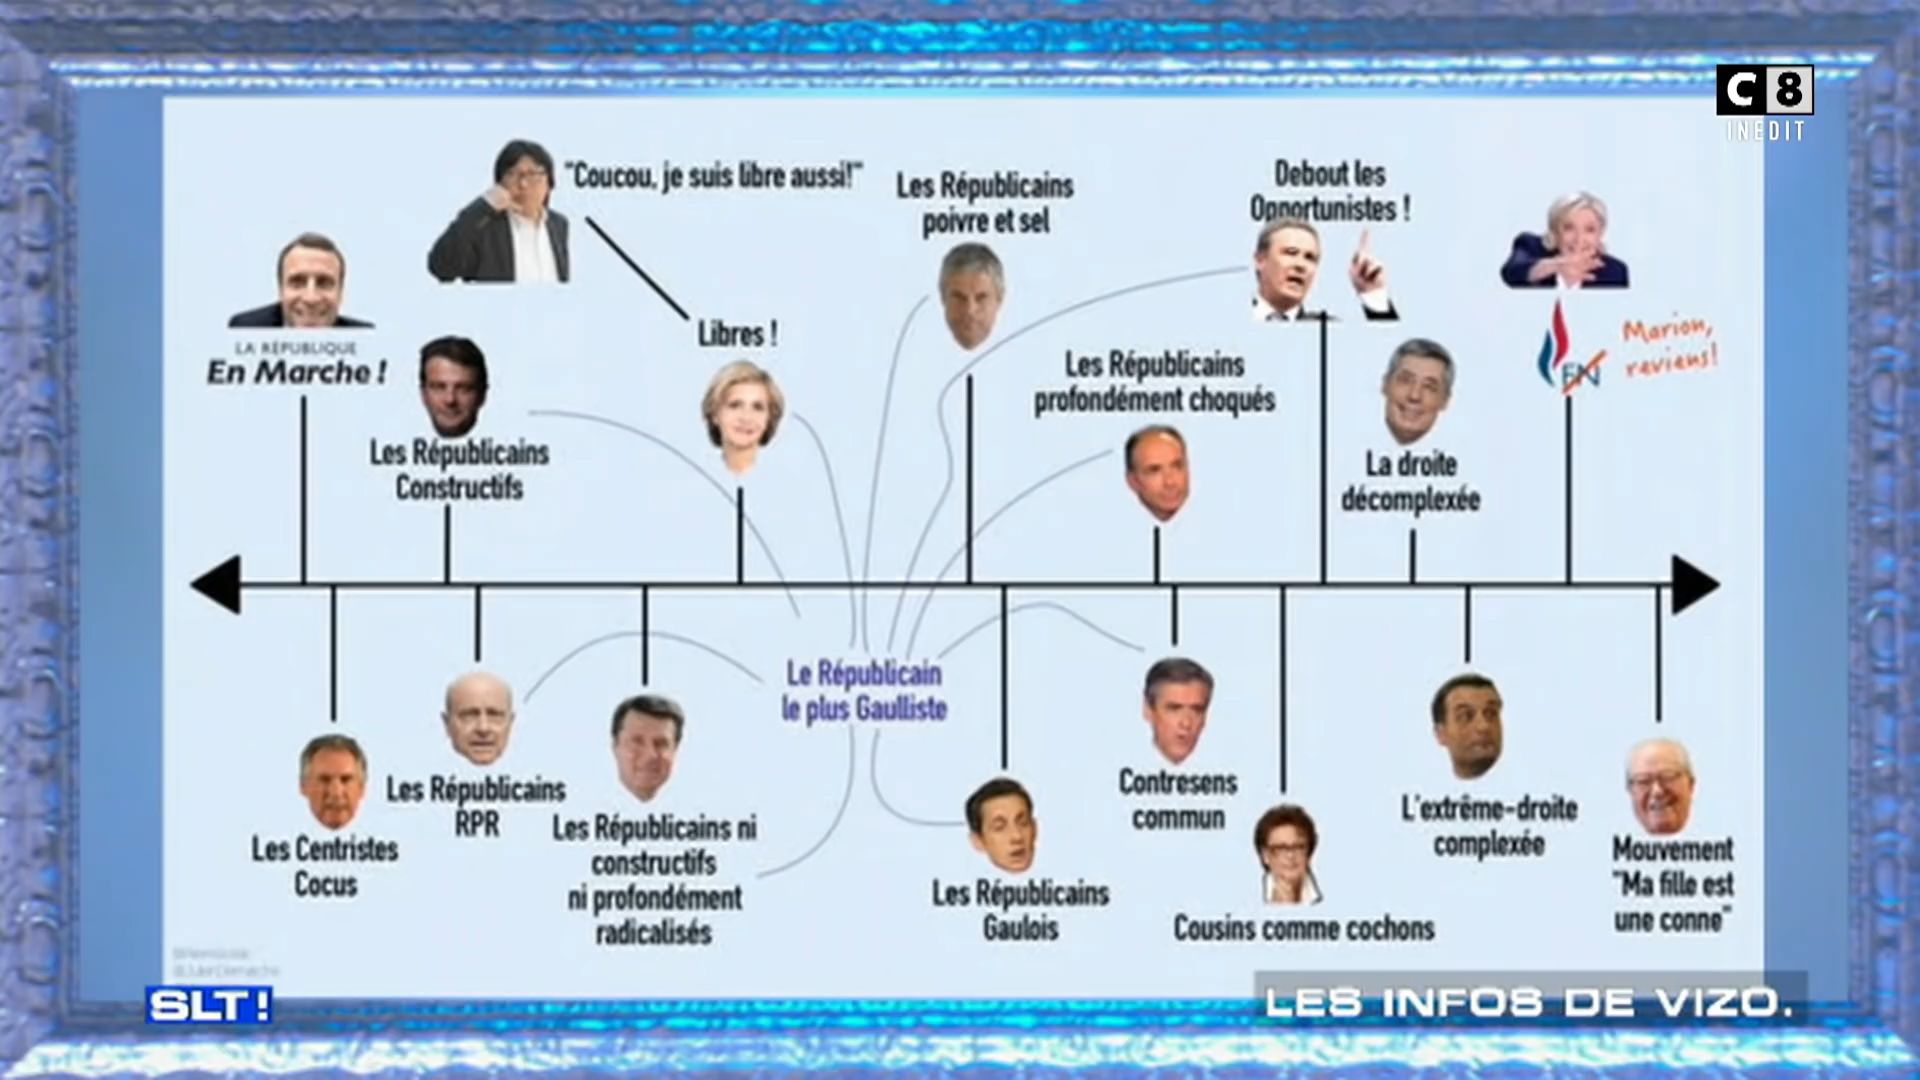 C8
INÉDIT
"Coucou, je suis libre aussi!"
Les Républicains
poivre et sel
Debout les
Opportunistes !
LA RÉPUBLIQUE
En Marche !
Libres !
Les Républicains
profondément choqués
FN
Marion,
reviens!
Les Républicains
Constructifs
La droite
décomplexée
Le Républicain
le plus Gaulliste
Les Centristes
Cocus
Les Républicains
RPR
Les Républicains ni
constructifs
ni profondément
radicalisés
Les Républicains
Gaulois
Contresens
commun
Cousins comme cochons
L'extrême-droite
complexée
Mouvement
"Ma fille est
une conne"
SLT!
LES INFOS DE VIZO.